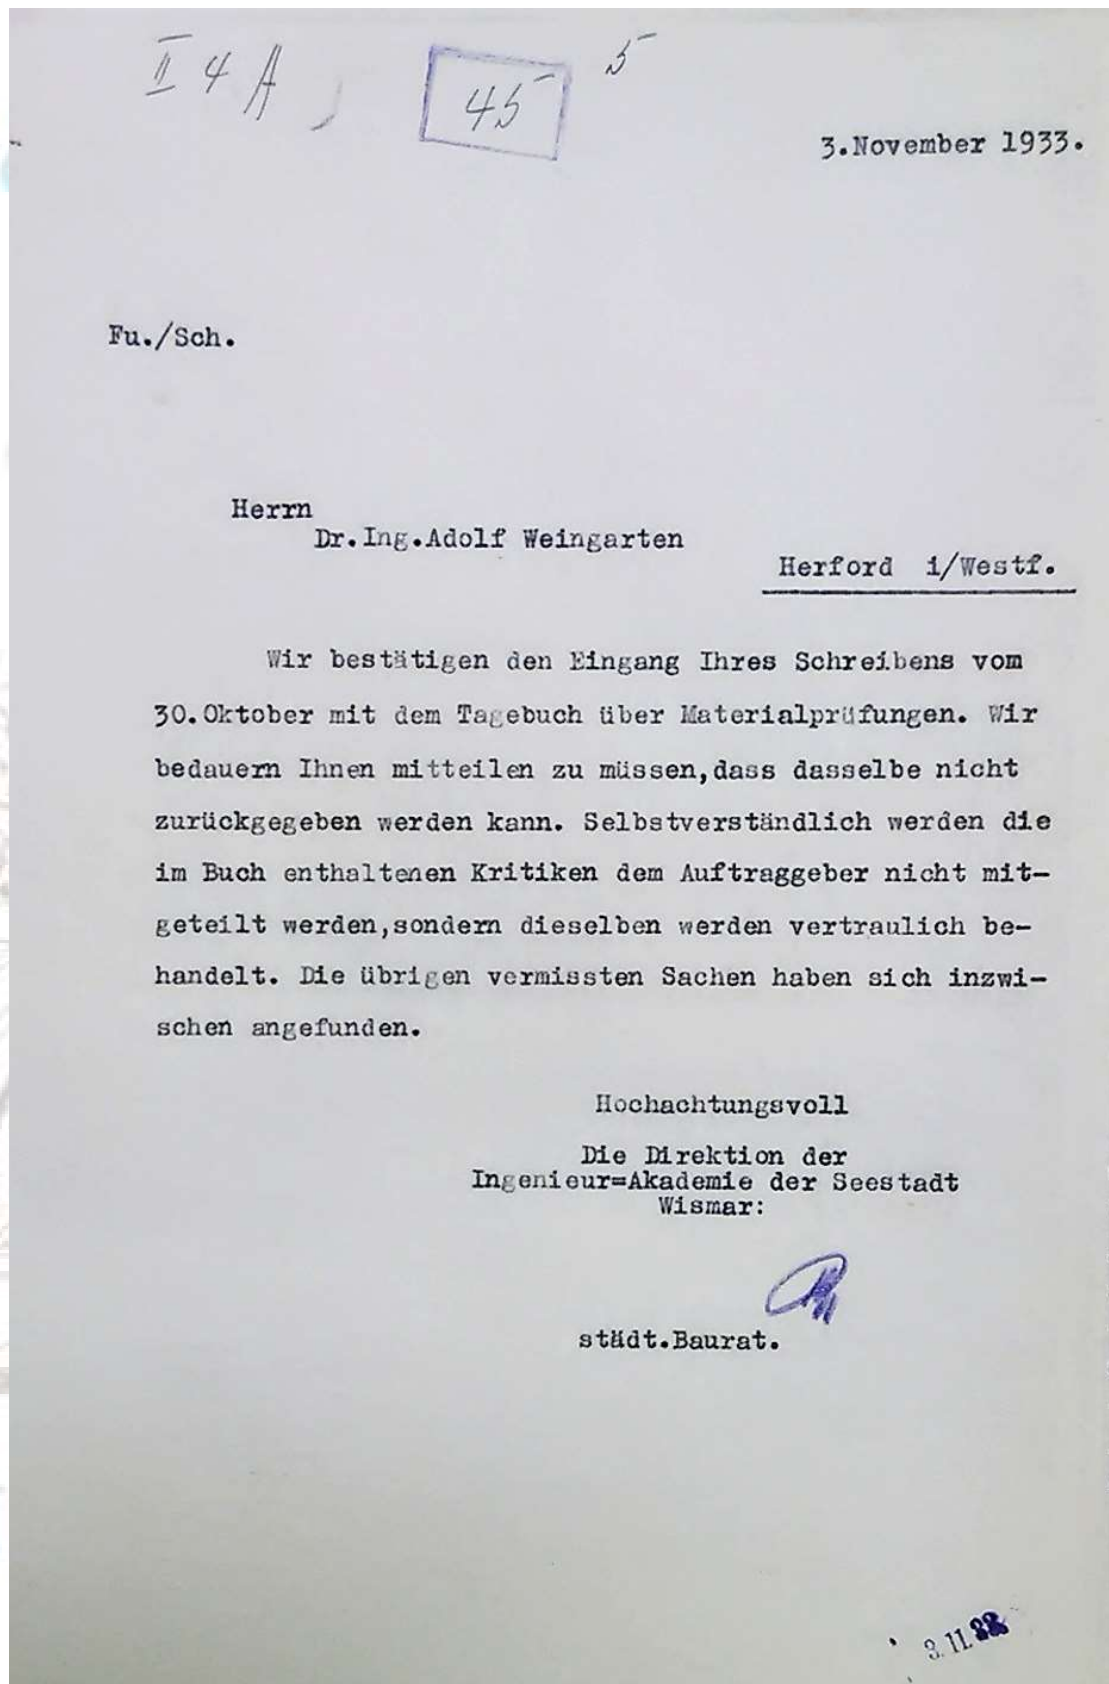 II 4 A
45
5
3.November 1933.
Fu./Sch.
Herrn
Dr.Ing.Adolf Weingarten
Herford i/Westf.
Wir bestätigen den Eingang Ihres Schreibens vom
30.Oktober mit dem Tagebuch über Materialprüfungen. Wir
bedauern Ihnen mitteilen zu müssen,dass dasselbe nicht
zurückgegeben werden kann. Selbstverständlich werden die
im Buch enthaltenen Kritiken dem Auftraggeber nicht mit-
geteilt werden,sondern dieselben werden vertraulich be-
handelt. Die übrigen vermissten Sachen haben sich inzwi-
schen angefunden.
Hochachtungsvoll
Die Direktion der
Ingenieur=Akademie der Seestadt
Wismar:
städt.Baurat.
3.11.